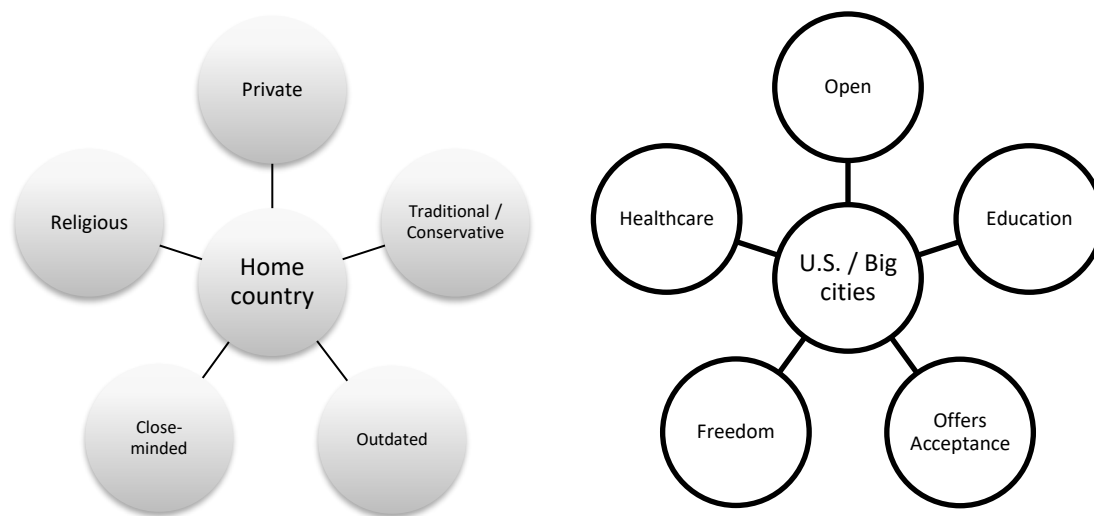 Private
Religious
Traditional /
Conservative
Home
country
Close-
minded
Outdated
Open
Healthcare
Education
U.S. / Big
cities
Freedom
Offers
Acceptance